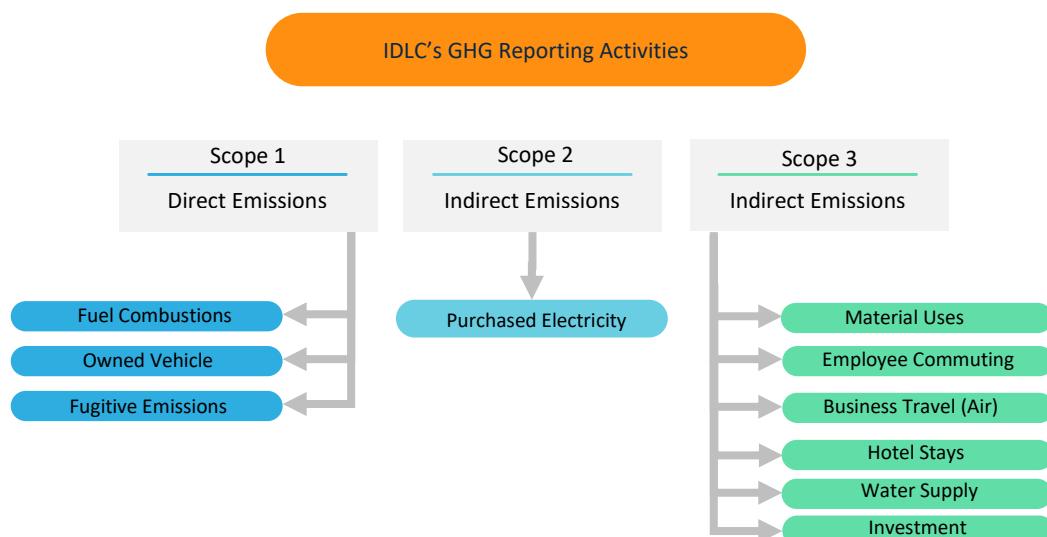 IDLC’s GHG Reporting Activities
Scope 1
Direct Emissions
Fuel Combustions
Owned Vehicle
Fugitive Emissions
Scope 2
Indirect Emissions
Purchased Electricity
Scope 3
Indirect Emissions
Material Uses
Employee Commuting
Business Travel (Air)
Hotel Stays
Water Supply
Investment